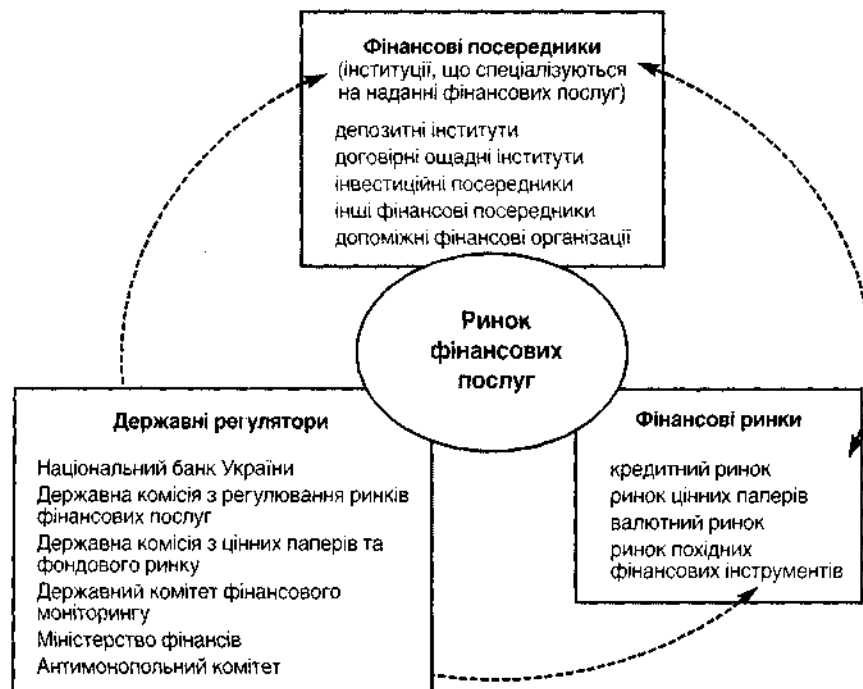 Фінансові посередники
(інституції, що спеціалізуються
на наданні фінансових послуг)
депозитні інститути
договірні ощадні інститути
інвестиційні посередники
інші фінансові посередники
допоміжні фінансові організації
Ринок
фінансових
послуг
Державні регулятори
Національний банк України
Державна комісія з регулювання ринків
фінансових послуг
Державна комісія з цінних паперів та
фондового ринку
Державний комітет фінансового
моніторингу
Міністерство фінансів
Антимонопольний комітет
Фінансові ринки
кредитний ринок
ринок цінних паперів
валютний ринок
ринок похідних
фінансових інструментів